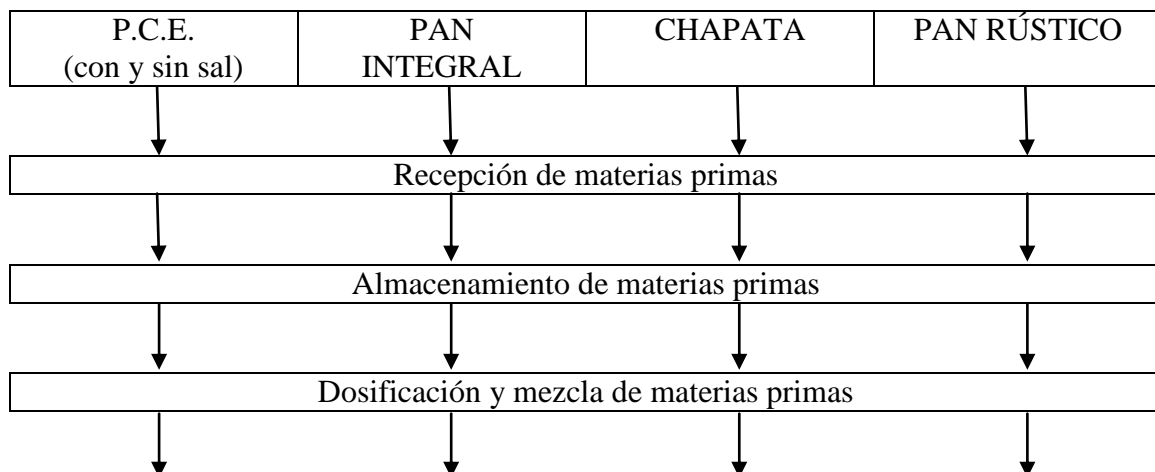 P.C.E.
(con y sin sal)
PAN
INTEGRAL
CHAPATA
PAN RÚSTICO
Recepción de materias primas
Almacenamiento de materias primas
Dosificación y mezcla de materias primas